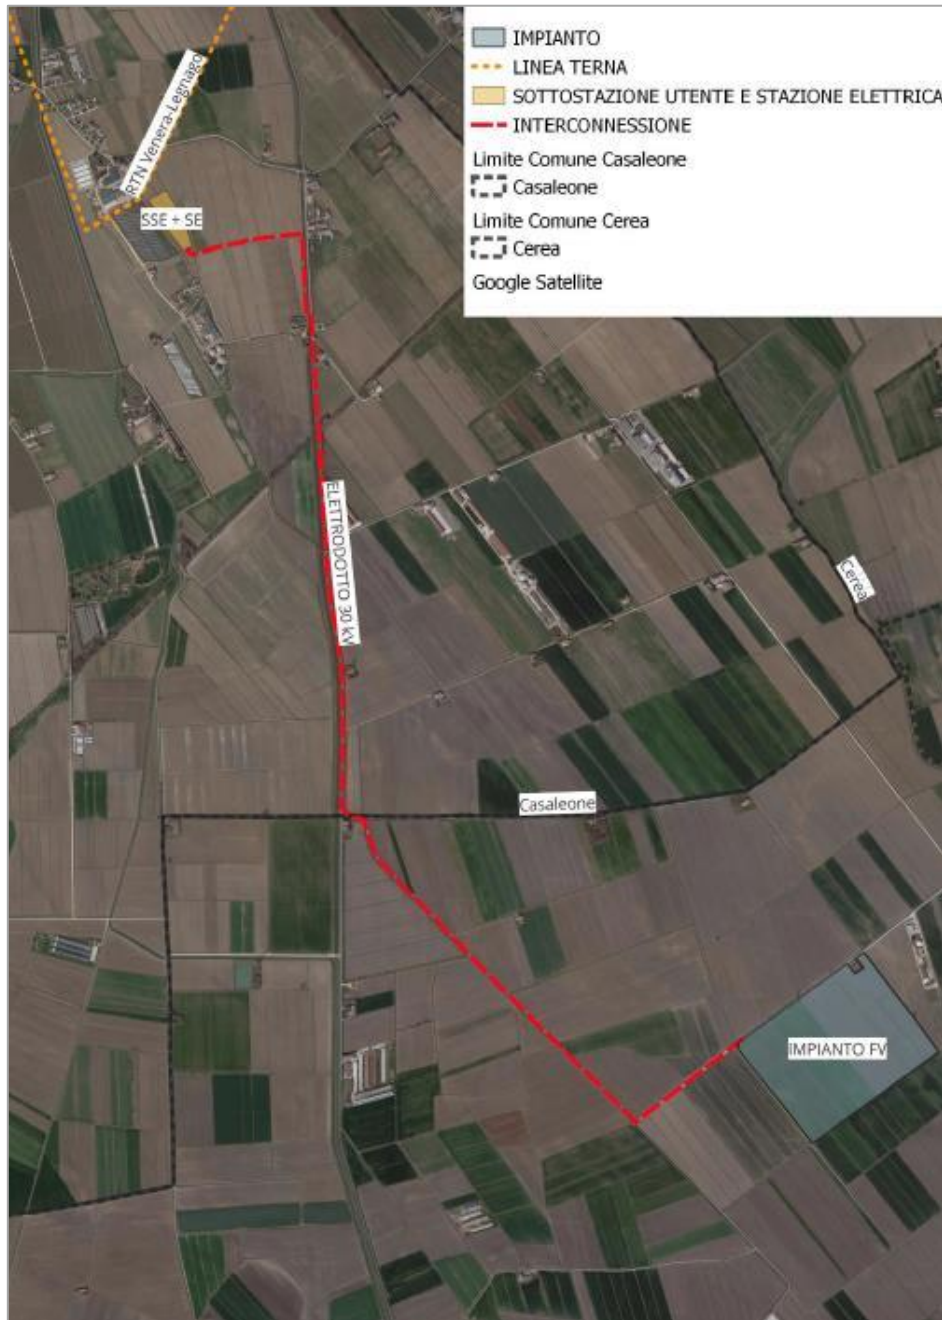 IMPIANTO
LINEA TERNA
SOTTOSTAZIONE UTENTE E STAZIONE ELETTRICA
INTERCONNESSIONE
Limite Comune Casaleone
Casaleone
Limite Comune Cerea
Cerea
Google Satellite
RTN Venera-Legnago
SSE + SE
ELETTRODOTTO 30 kV
Cerea
Casaleone
IMPIANTO FV